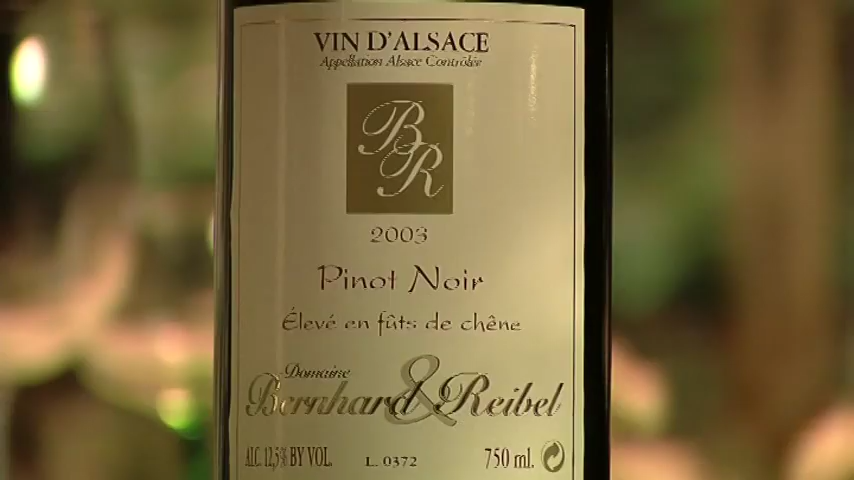 VIN D'ALSACE
Appellation Alsace Contrôlée
BR
2003
Pinot Noir
Élevé en fûts de chêne
Domaine
Bernhard & Reibel
ALC. 12,5% BY VOL. L. 0372 750 ml.